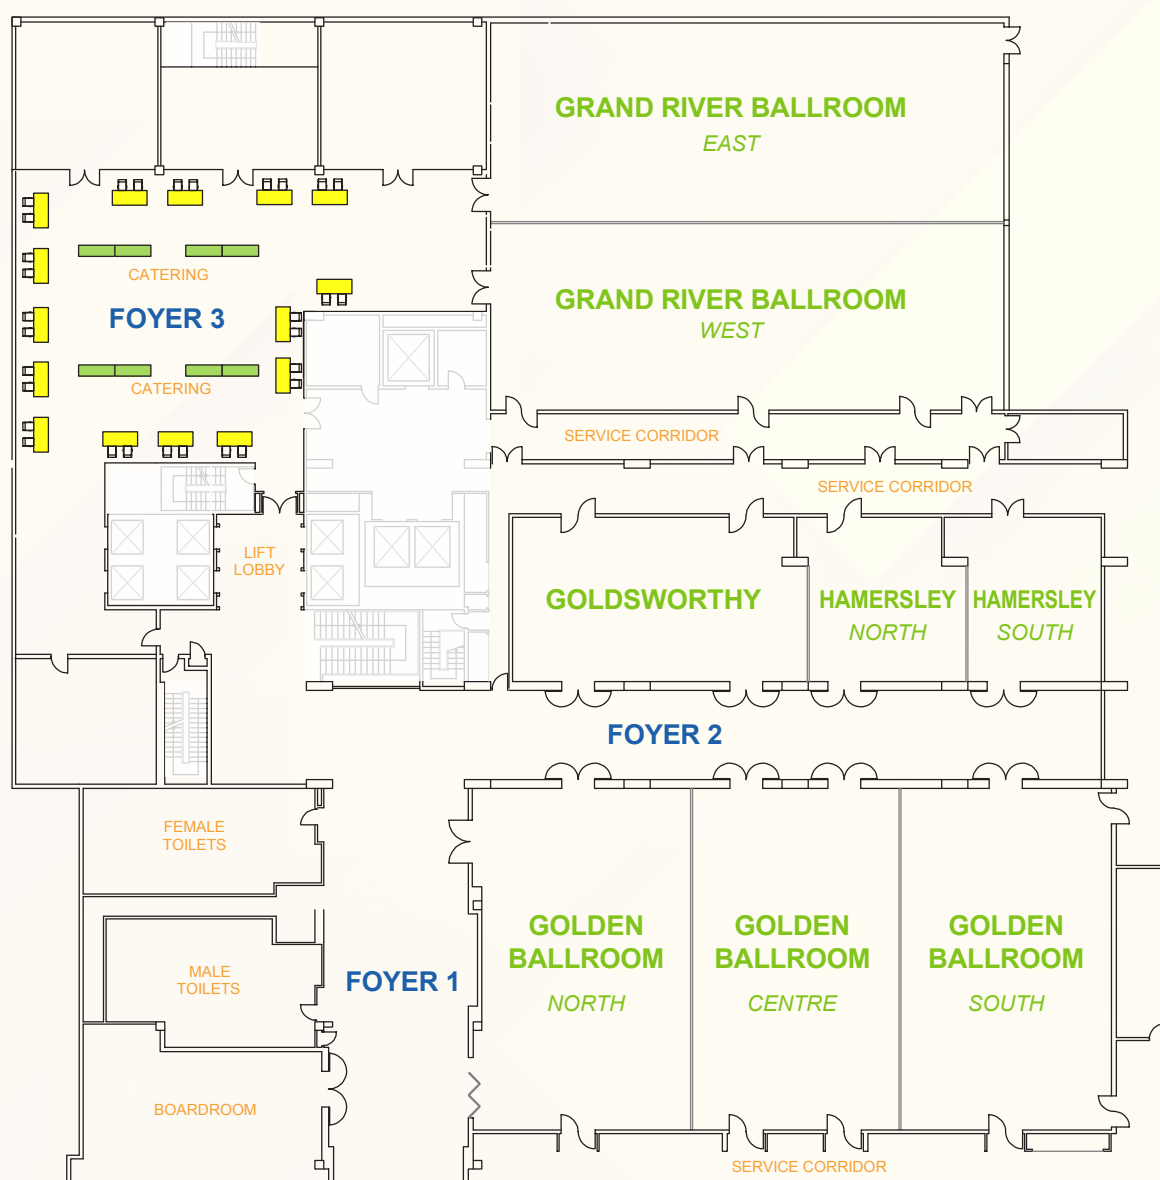 GRAND RIVER BALLROOM
EAST
CATERING
FOYER 3
GRAND RIVER BALLROOM
WEST
CATERING
SERVICE CORRIDOR
SERVICE CORRIDOR
LIFT
LOBBY
GOLDSWORTHY
HAMERSLEY
NORTH
HAMERSLEY
SOUTH
FOYER 2
FEMALE
TOILETS
MALE
TOILETS
FOYER 1
GOLDEN
BALLROOM
NORTH
GOLDEN
BALLROOM
CENTRE
GOLDEN
BALLROOM
SOUTH
BOARDROOM
SERVICE CORRIDOR